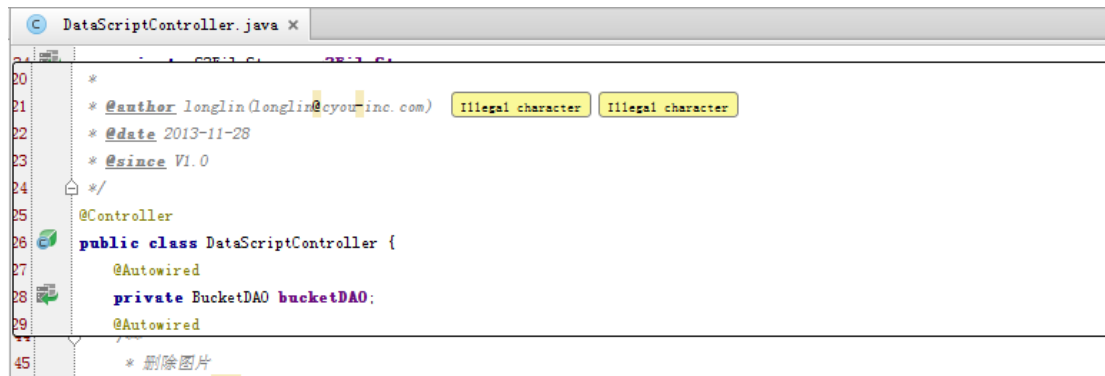 DataScriptController.java ×
20 *
21 * @author longlin(longlin@cyou-inc.com) Illegal character Illegal character
22 * @date 2013-11-28
23 * @since V1.0
24 */
25 @Controller
26 public class DataScriptController {
27 @Autowired
28 private BucketDAO bucketDAO;
29 @Autowired
45 * 删除图片